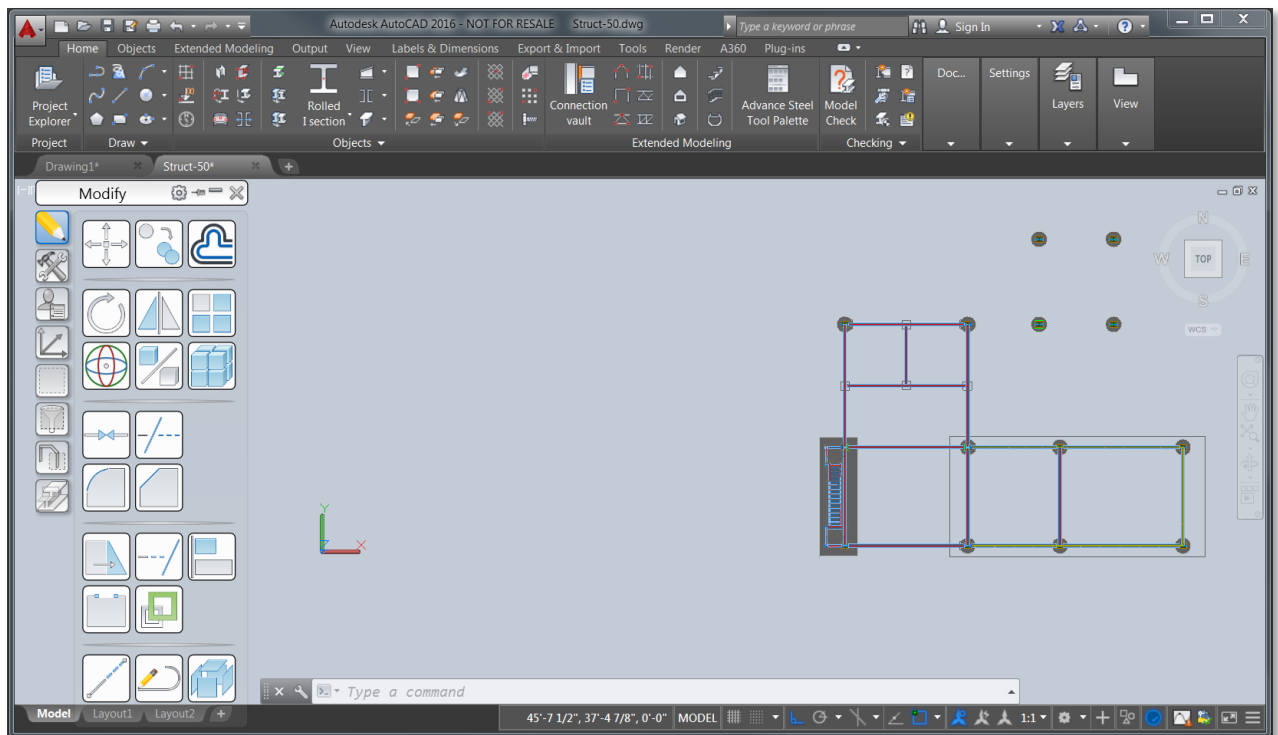 Autodesk AutoCAD 2016 - NOT FOR RESALE Struct-50.dwg Type a keyword or phrase Sign In
Home Objects Extended Modeling Output View Labels & Dimensions Export & Import Tools Render A360 Plug-ins
Project Explorer
Rolled I section
Connection vault
Advance Steel Tool Palette
Model Check
Doc...
Settings
Layers
View
Project Draw Objects Extended Modeling Checking
Drawing1* Struct-50*
Modify
N
W TOP E
S
WCS
Y
X
Type a command
Model Layout1 Layout2
45'-7 1/2", 37'-4 7/8", 0'-0" MODEL 1:1